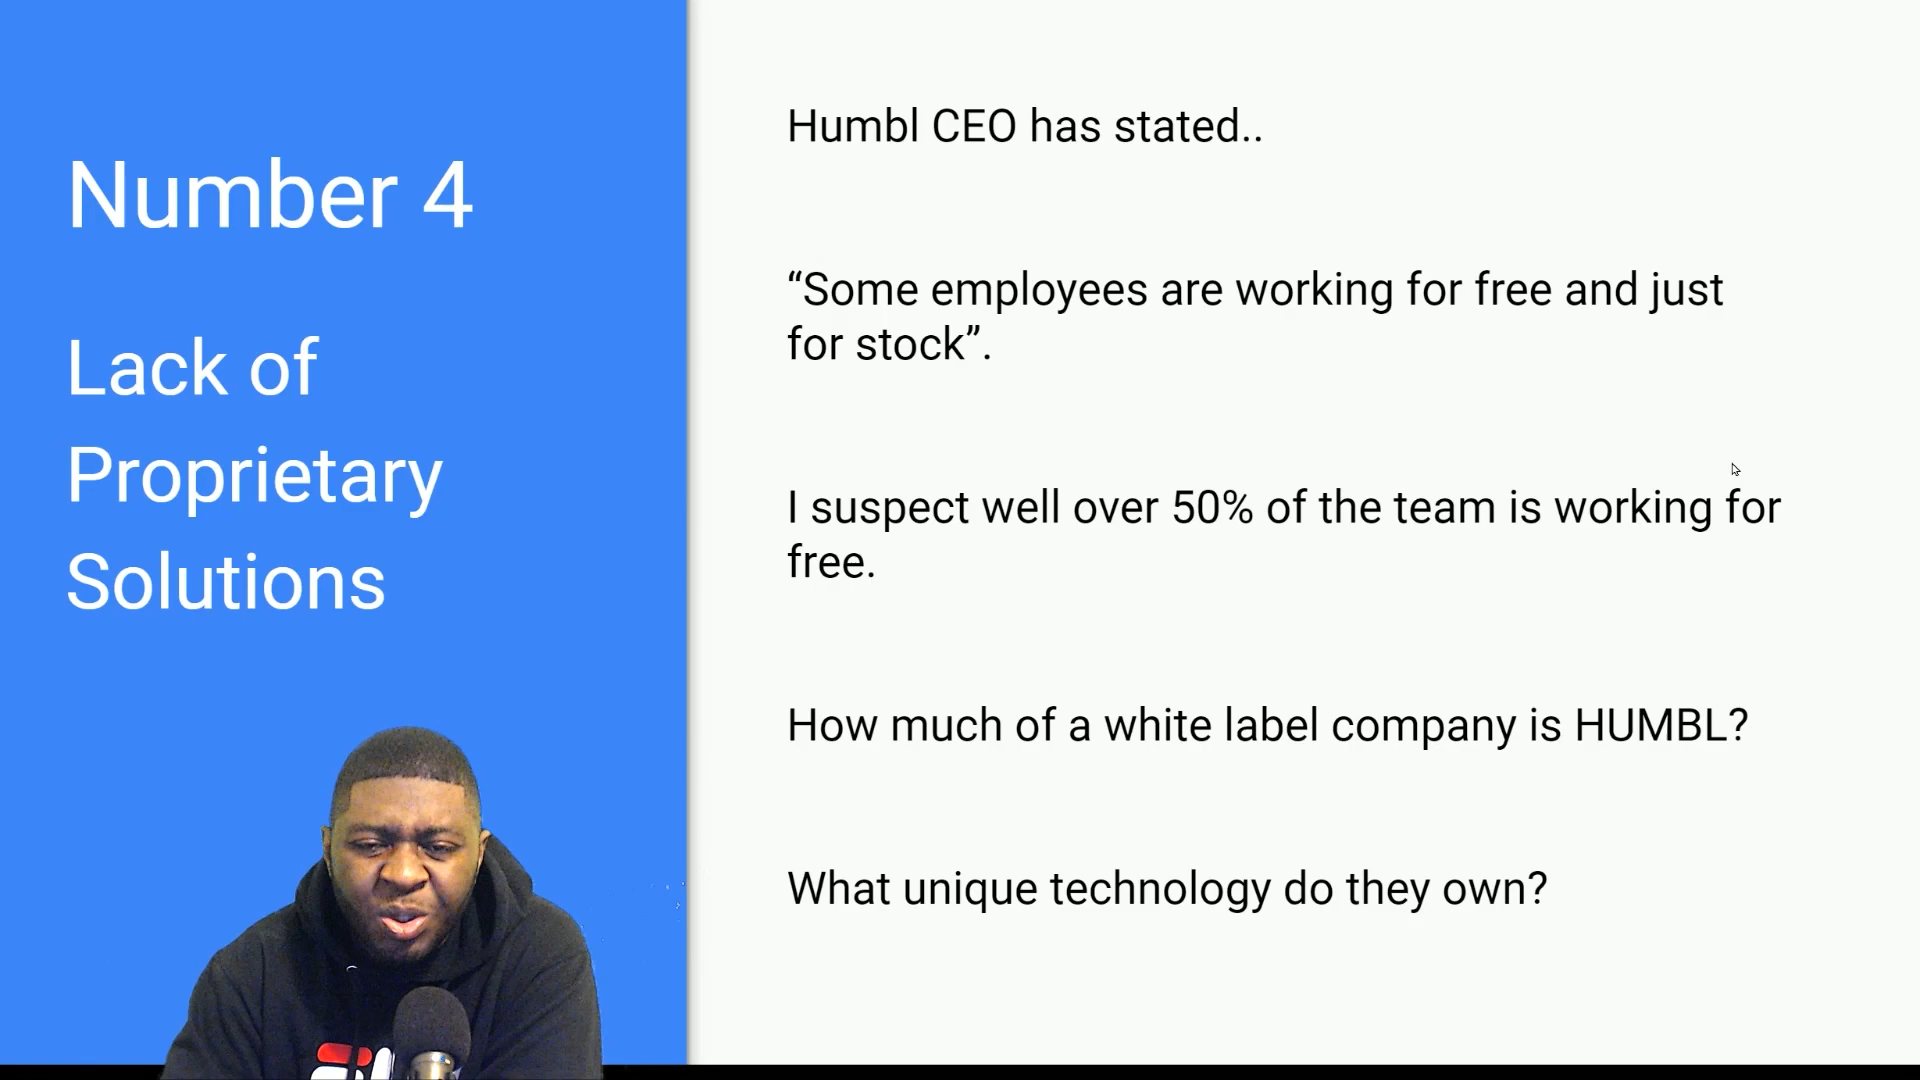 Number 4
Lack of
Proprietary
Solutions
Humbl CEO has stated..
“Some employees are working for free and just
for stock”.
I suspect well over 50% of the team is working for
free.
How much of a white label company is HUMBL?
What unique technology do they own?